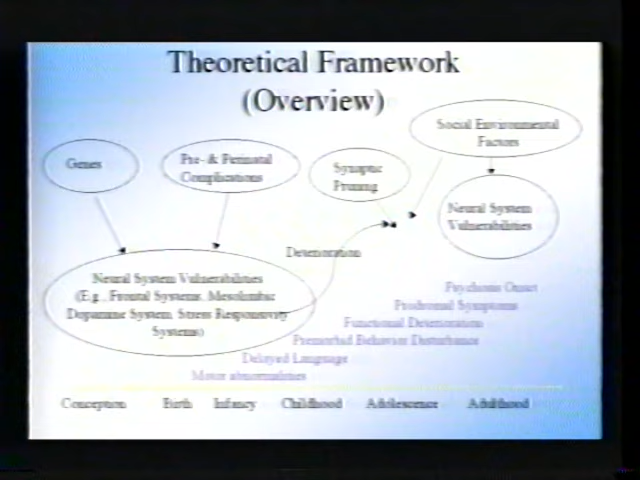 Theoretical Framework
(Overview)
Social Environmental
Factors
Genes
Pre- & Perinatal
Complications
Synaptic
Pruning
Neural System
Vulnerabilities
Deterioration
Neural System Vulnerabilities
(E.g., Frontal Systems, Mesolimbic
Dopamine System, Stress Responsivity
Systems)
Psychosis Onset
Prodromal Symptoms
Functional Deterioration
Premorbid Behavior Disturbance
Delayed Language
Motor abnormalities
Conception Birth Infancy Childhood Adolescence Adulthood